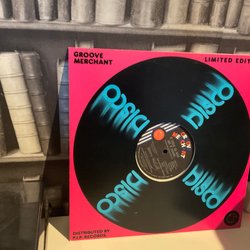 GROOVE
MERCHANT
LIMITED EDIT
DISCO
DISCO
DISCO
DISCO
DISTRIBUTED BY
P.I.P. RECORDS